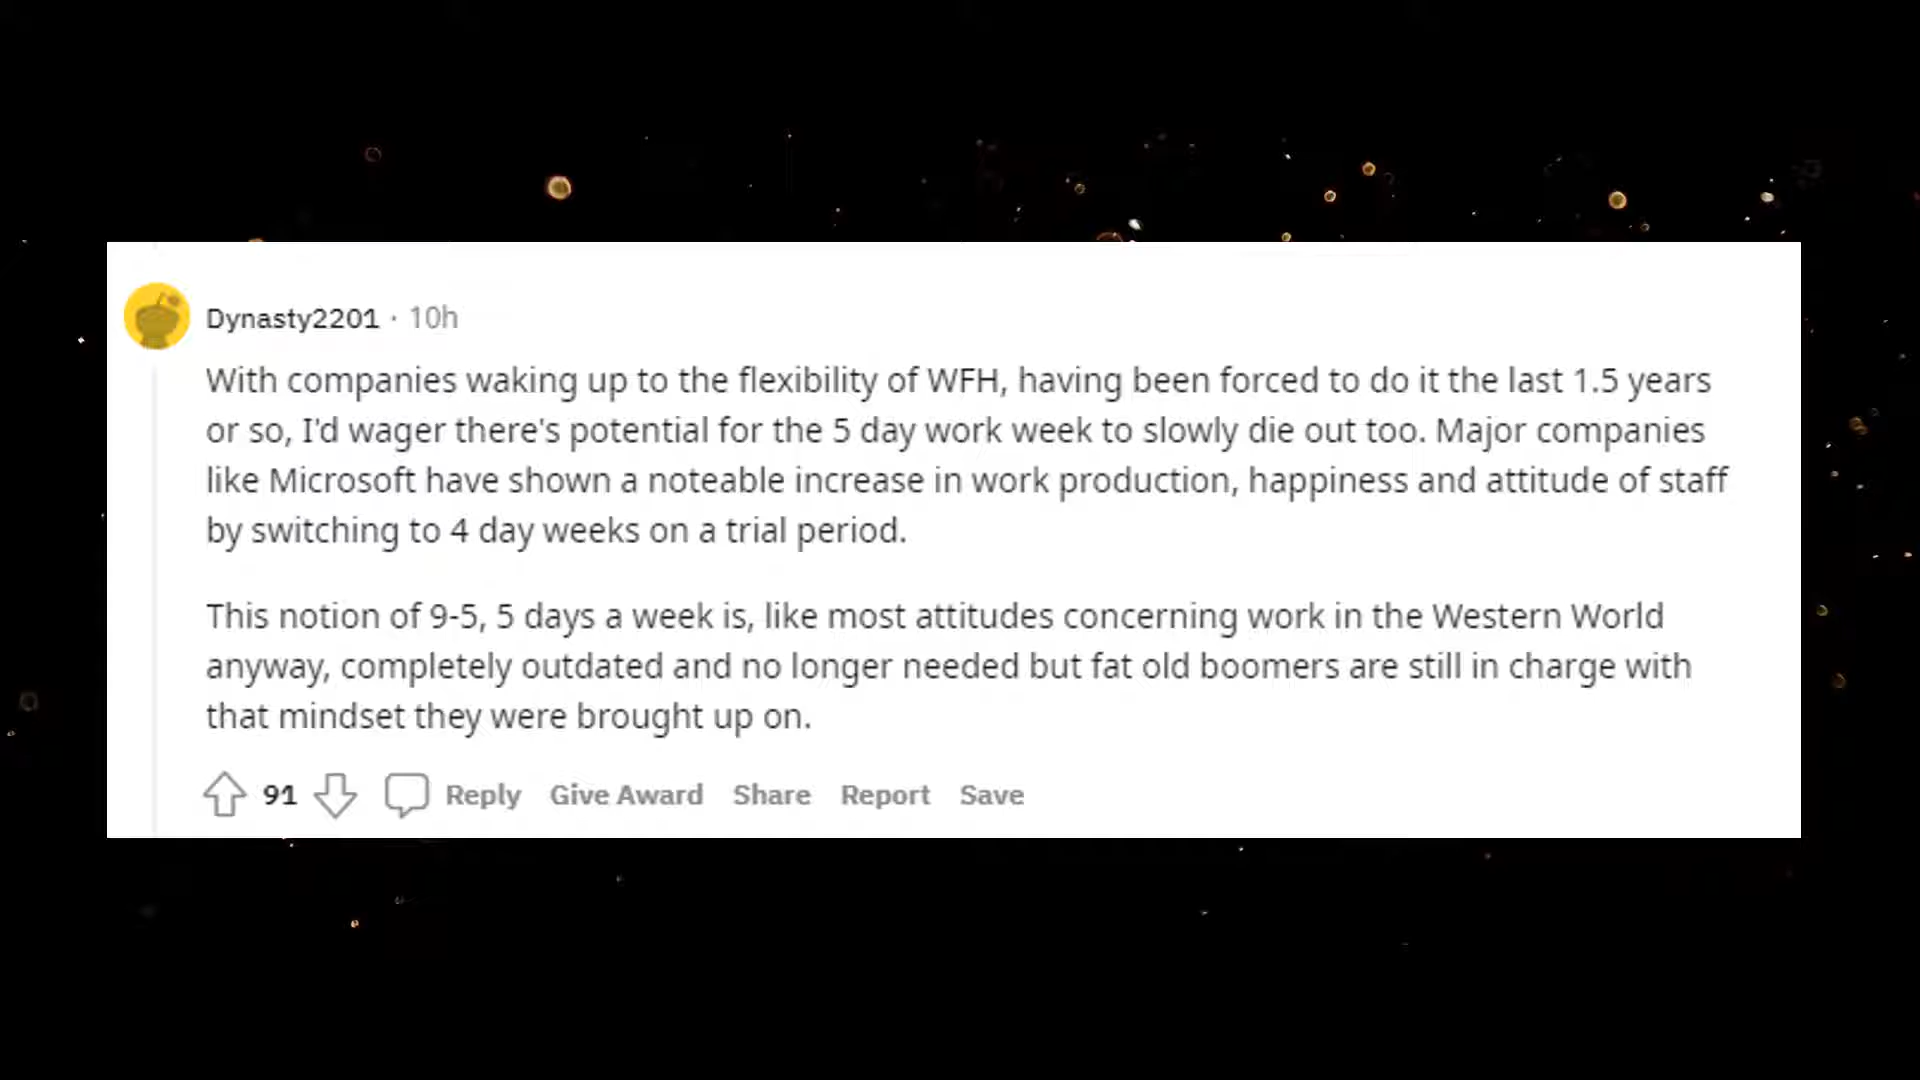 Dynasty2201 · 10h
With companies waking up to the flexibility of WFH, having been forced to do it the last 1.5 years
or so, I'd wager there's potential for the 5 day work week to slowly die out too. Major companies
like Microsoft have shown a noteable increase in work production, happiness and attitude of staff
by switching to 4 day weeks on a trial period.
This notion of 9-5, 5 days a week is, like most attitudes concerning work in the Western World
anyway, completely outdated and no longer needed but fat old boomers are still in charge with
that mindset they were brought up on.
91 Reply Give Award Share Report Save